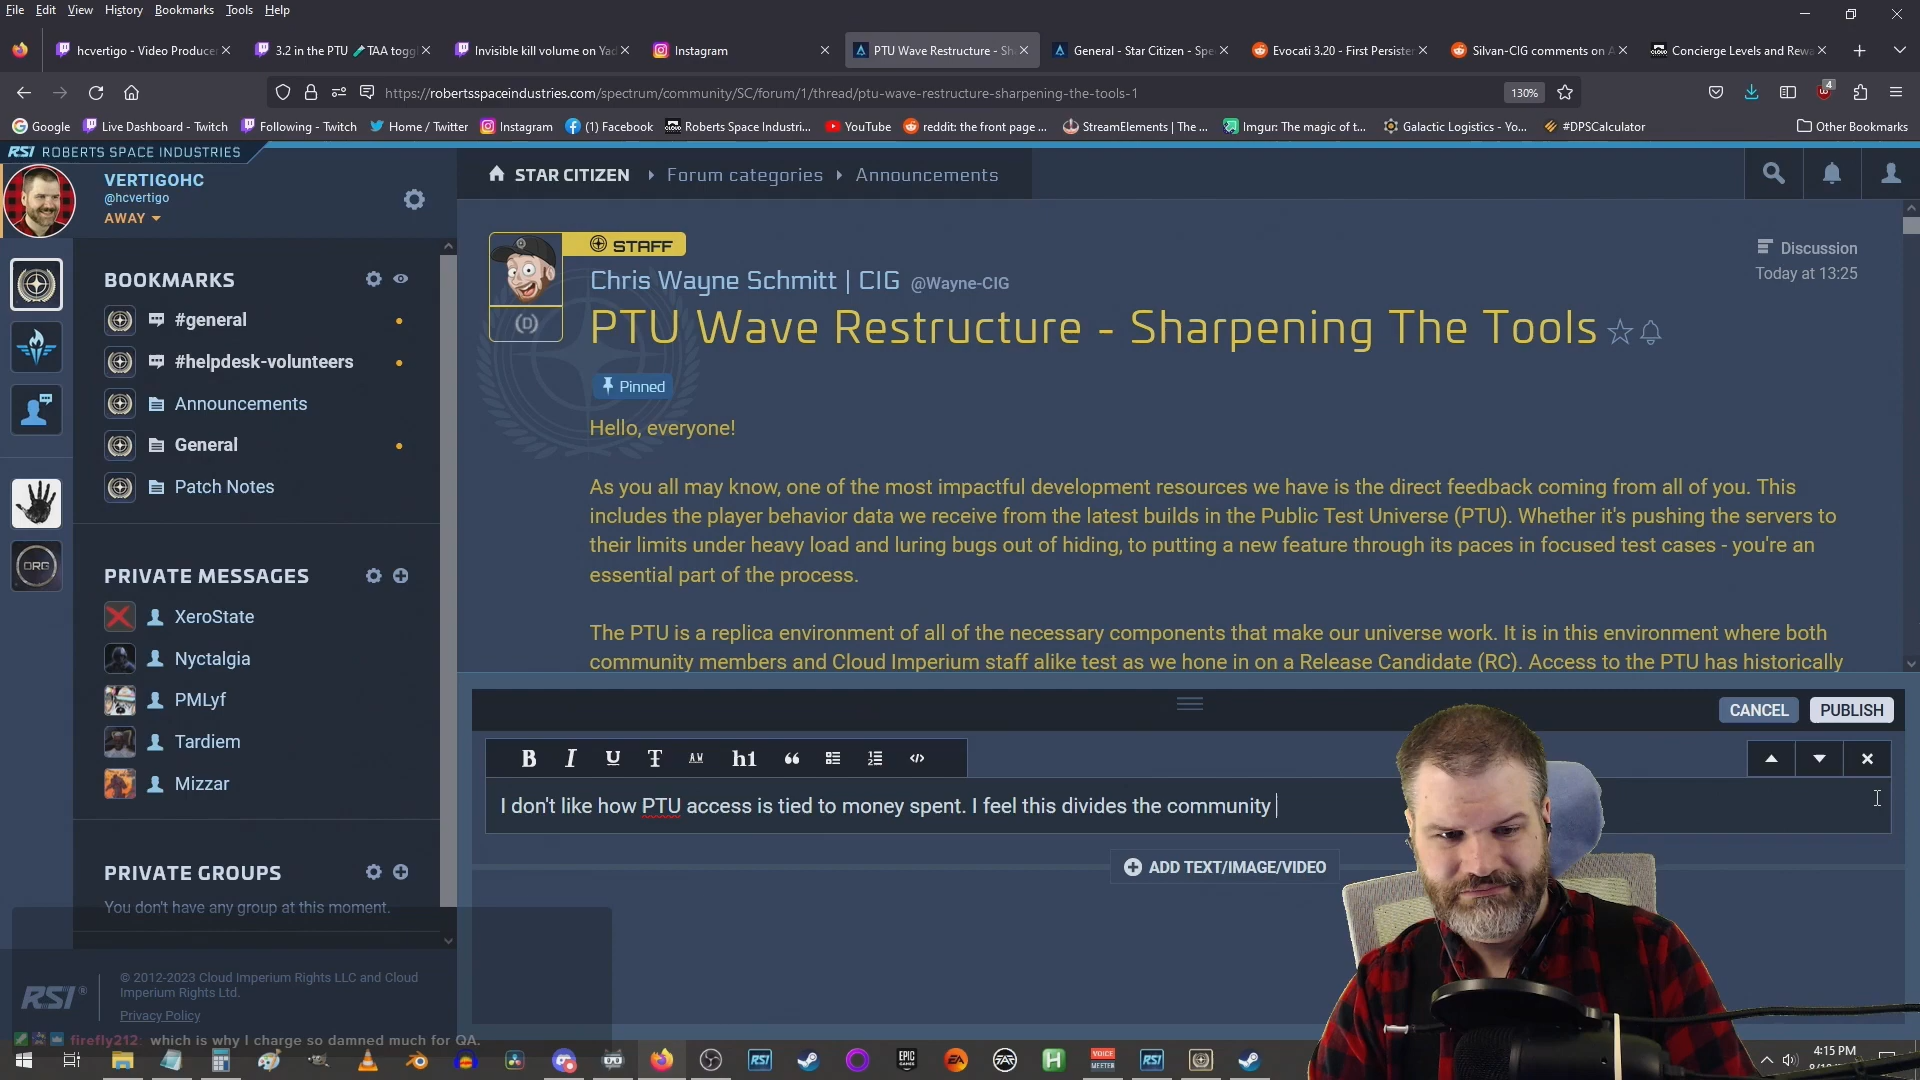 File Edit View History Bookmarks Tools Help
hcvertigo - Video Producer
3.2 in the PTU 🧪TAA togg
Invisible kill volume on Ya
Instagram
PTU Wave Restructure - Sh
General - Star Citizen - Spe
Evocati 3.20 - First Persister
Silvan-CIG comments on A
Concierge Levels and Rewa
https://robertsspaceindustries.com/spectrum/community/SC/forum/1/thread/ptu-wave-restructure-sharpening-the-tools-1
130%
4
Google
Live Dashboard - Twitch
Following - Twitch
Home / Twitter
Instagram
(1) Facebook
Roberts Space Industri...
YouTube
reddit: the front page ...
StreamElements | The ...
Imgur: The magic of t...
Galactic Logistics - Yo...
#DPSCalculator
Other Bookmarks
RSI ROBERTS SPACE INDUSTRIES
VERTIGOHC
@hcvertigo
AWAY
STAR CITIZEN
Forum categories
Announcements
BOOKMARKS
#general
#helpdesk-volunteers
Announcements
General
Patch Notes
PRIVATE MESSAGES
XeroState
Nyctalgia
PMLyf
Tardiem
Mizzar
PRIVATE GROUPS
You don't have any group at this moment.
ORG
RSI®
© 2012-2023 Cloud Imperium Rights LLC and Cloud
Imperium Rights Ltd.
Privacy Policy
firefly212: which is why I charge so damned much for QA.
STAFF
Discussion
Today at 13:25
Chris Wayne Schmitt | CIG @Wayne-CIG
(D)
PTU Wave Restructure - Sharpening The Tools
Pinned
Hello, everyone!
As you all may know, one of the most impactful development resources we have is the direct feedback coming from all of you. This
includes the player behavior data we receive from the latest builds in the Public Test Universe (PTU). Whether it's pushing the servers to
their limits under heavy load and luring bugs out of hiding, to putting a new feature through its paces in focused test cases - you're an
essential part of the process.
The PTU is a replica environment of all of the necessary components that make our universe work. It is in this environment where both
community members and Cloud Imperium staff alike test as we hone in on a Release Candidate (RC). Access to the PTU has historically
CANCEL
PUBLISH
B I U T AW h1
I don't like how PTU access is tied to money spent. I feel this divides the community
ADD TEXT/IMAGE/VIDEO
RSI
EPIC GAMES
EA
H
VOICE MEETER
RSI
4:15 PM